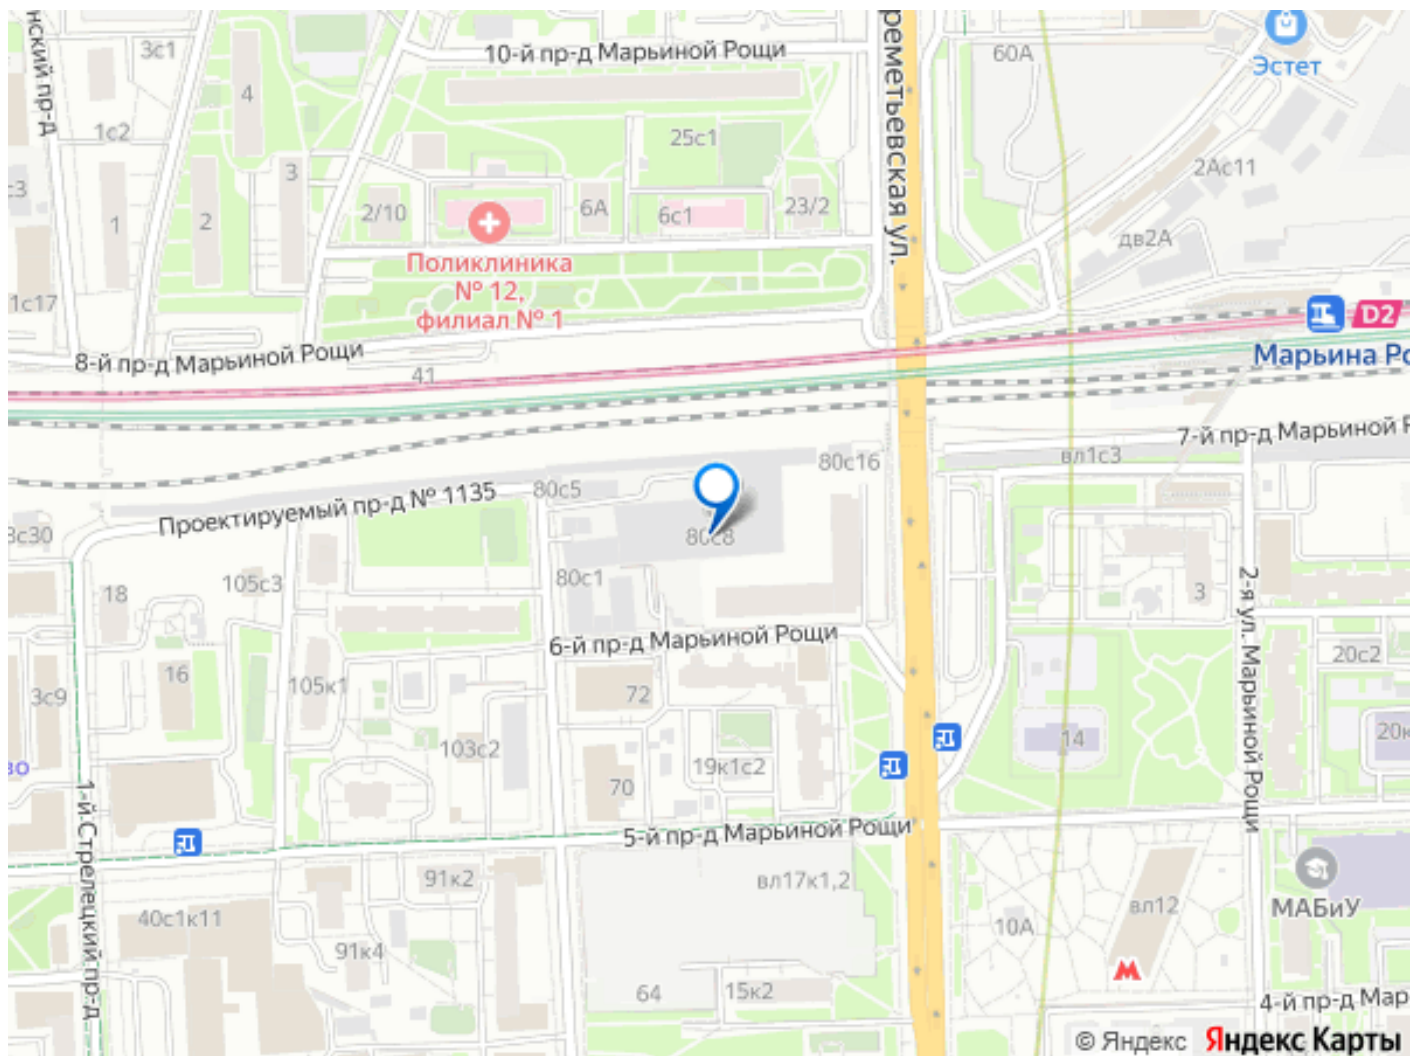 3с1
10-й пр-д Марьиной Рощи
60А
Эстет
4
1с2
25с1
2Ас11
3
1
2
2/10
6А
6с1
23/2
дв2А
Поликлиника
№ 12,
филиал № 1
1с17
D2
8-й пр-д Марьиной Рощи
41
Марьина
7-й пр-д Марьиной
80с16
вл1с3
80с5
Проектируемый пр-д № 1135
80с8
105с3
80с1
18
3
2-я ул. Марьиной Рощи
6-й пр-д Марьиной Рощи
20с2
16
105к1
72
3с9
103с2
14
19к1с2
70
1-й Стрелецкий пр-д
5-й пр-д Марьиной Рощи
91к2
вл17к1,2
МАБиУ
40с1к11
вл12
10А
91к4
64
15к2
4-й пр-д
© Яндекс Яндекс Карты